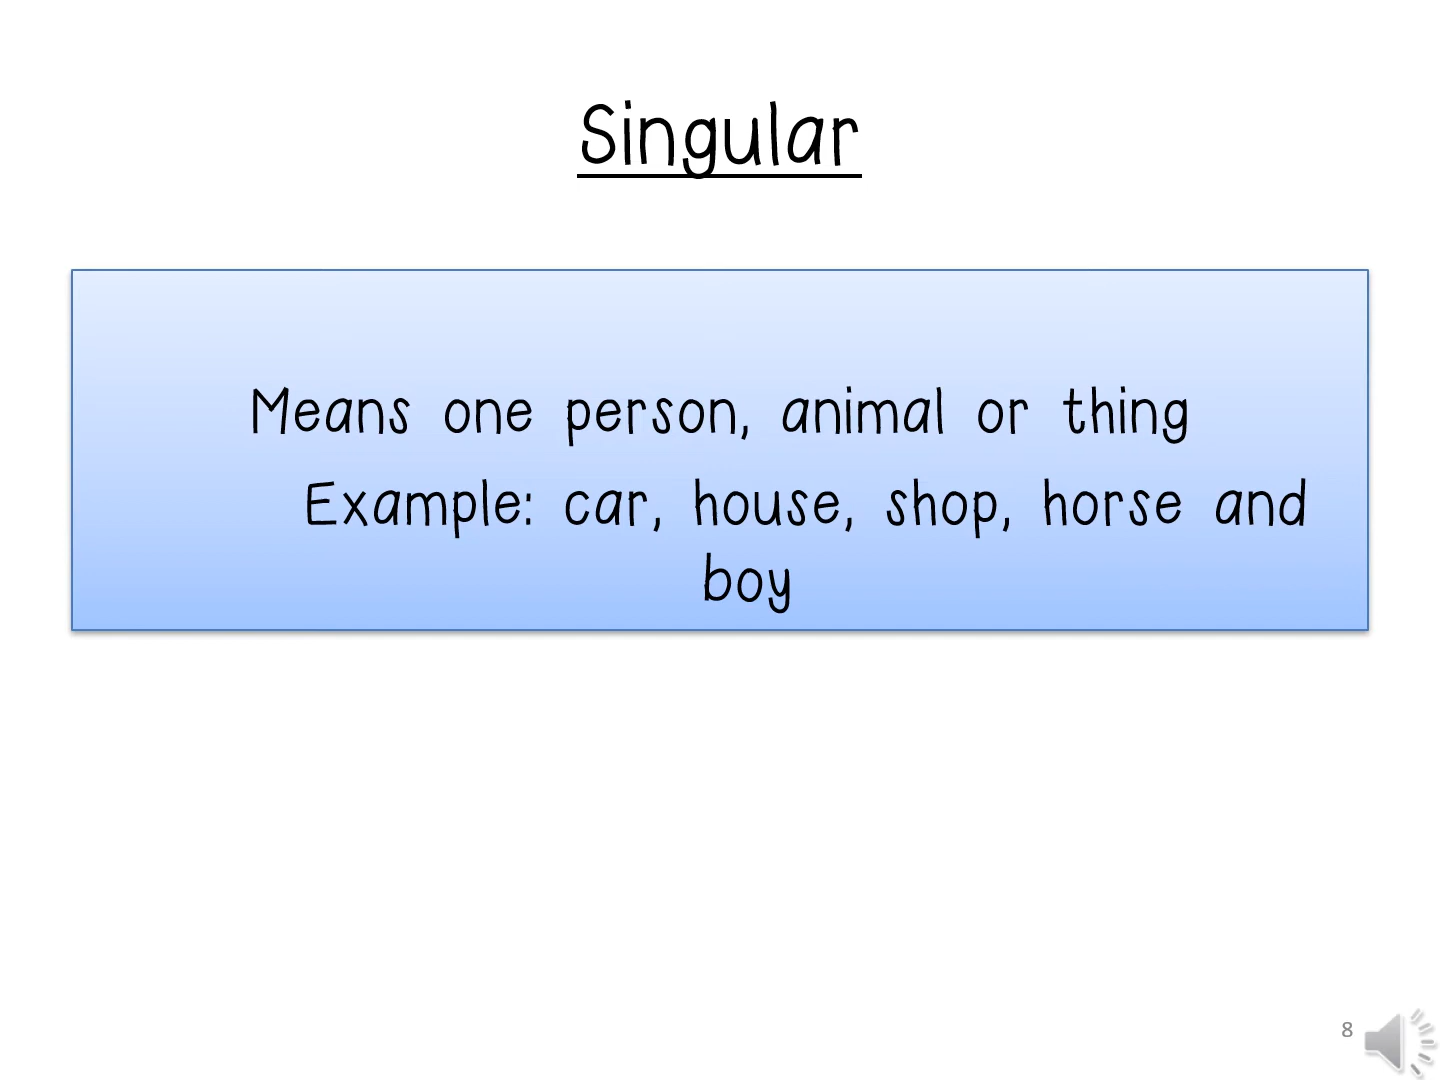 Singular
Means one person, animal or thing
Example: car, house, shop, horse and
boy
8